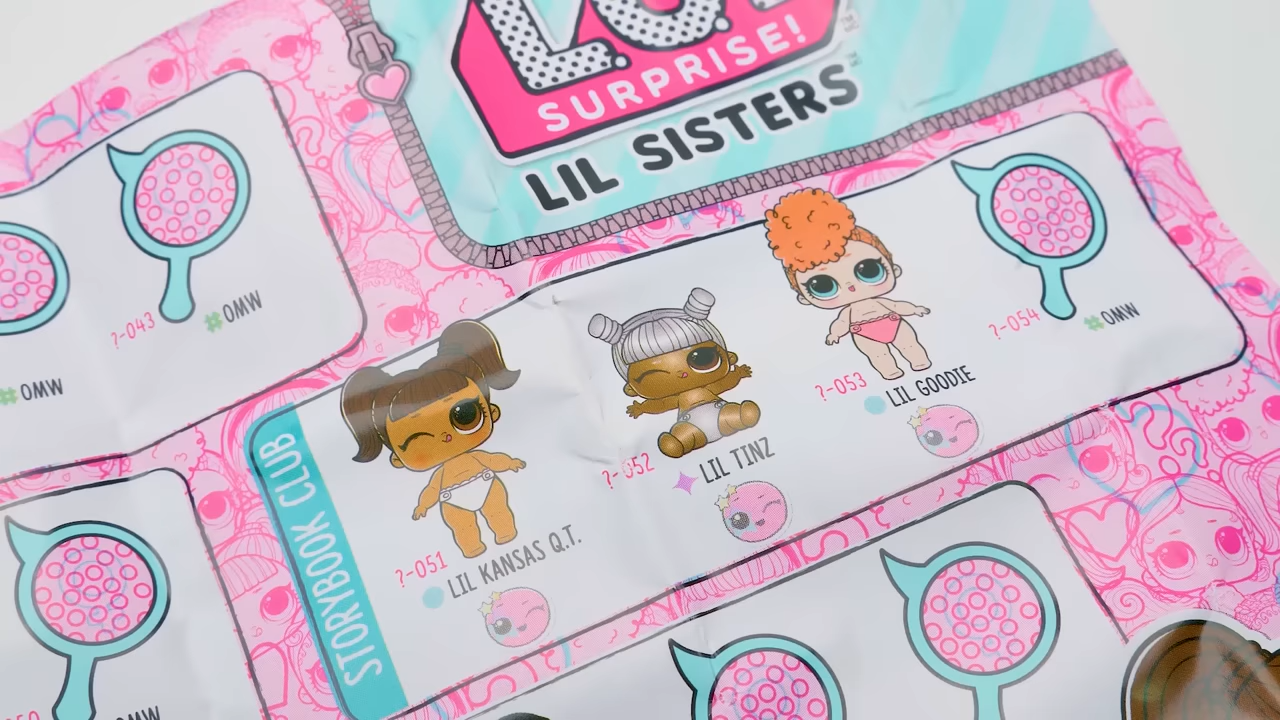 L.O.L.
SURPRISE!
LIL SISTERS
?-043
#OMW
#OMW
STORYBOOK CLUB
?-051
LIL KANSAS Q.T.
?-052
LIL TINZ
?-053
LIL GOODIE
?-054
#OMW
OMW